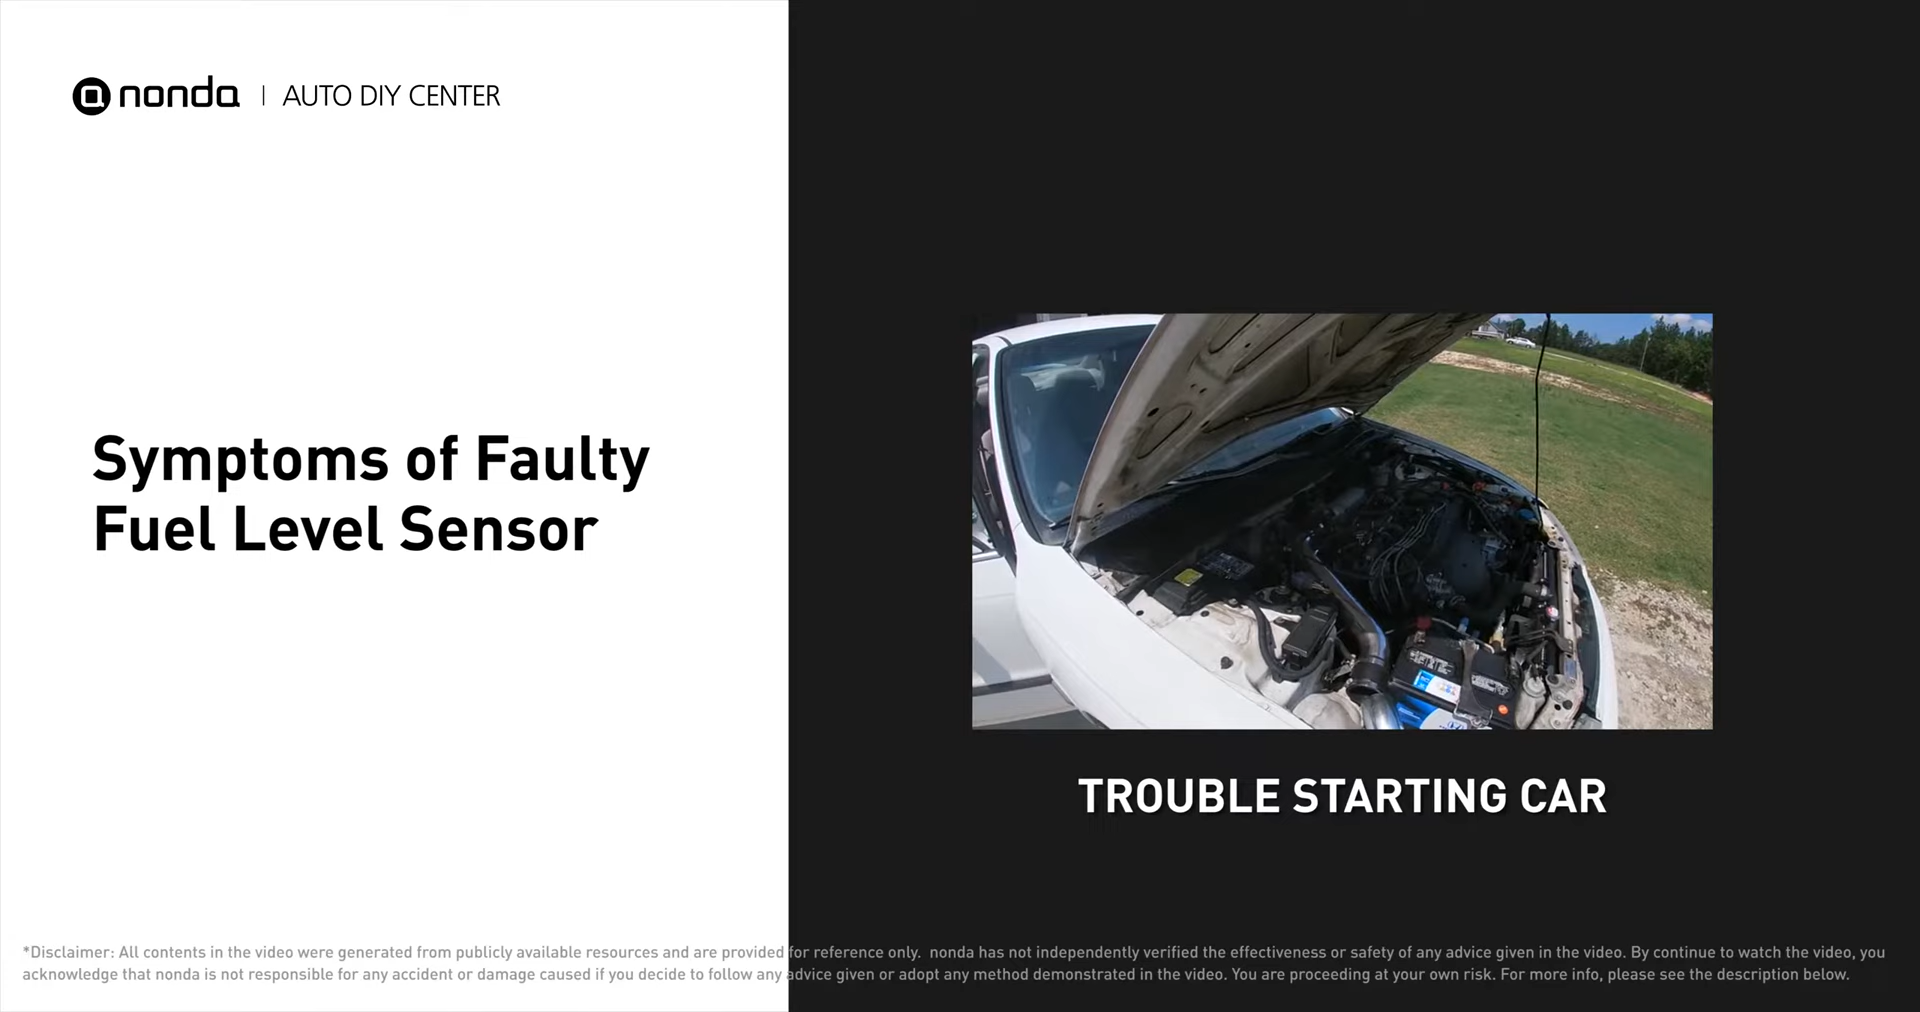 nonda | AUTO DIY CENTER
Symptoms of Faulty
Fuel Level Sensor
TROUBLE STARTING CAR
*Disclaimer: All contents in the video were generated from publicly available resources and are provided for reference only. nonda has not independently verified the effectiveness or safety of any advice given in the video. By continue to watch the video, you
acknowledge that nonda is not responsible for any accident or damage caused if you decide to follow any advice given or adopt any method demonstrated in the video. You are proceeding at your own risk. For more info, please see the description below.